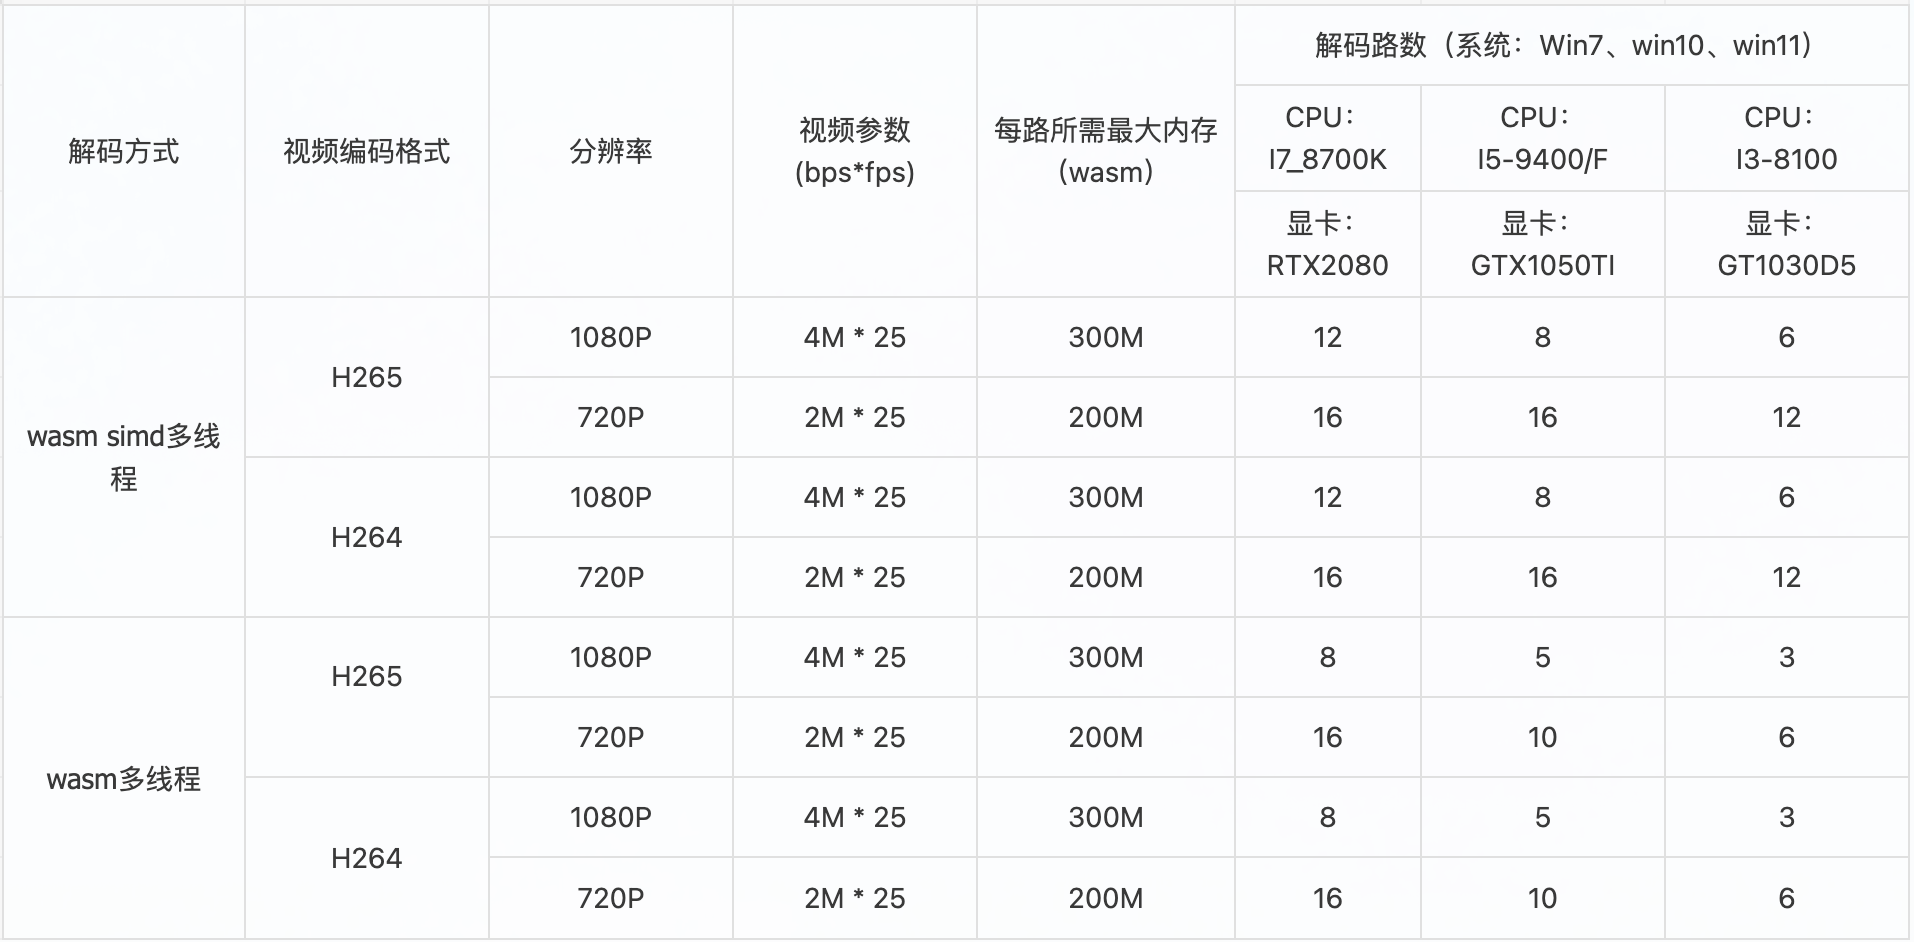 解码方式
视频编码格式
分辨率
视频参数
(bps*fps)
每路所需最大内存
（wasm）
解码路数（系统：Win7、win10、win11）
CPU：
I7_8700K
CPU：
I5-9400/F
CPU：
I3-8100
显卡：
RTX2080
显卡：
GTX1050TI
显卡：
GT1030D5
wasm simd多线
程
H265
1080P 4M * 25 300M 12 8 6
720P 2M * 25 200M 16 16 12
H264
1080P 4M * 25 300M 12 8 6
720P 2M * 25 200M 16 16 12
wasm多线程
H265
1080P 4M * 25 300M 8 5 3
720P 2M * 25 200M 16 10 6
H264
1080P 4M * 25 300M 8 5 3
720P 2M * 25 200M 16 10 6